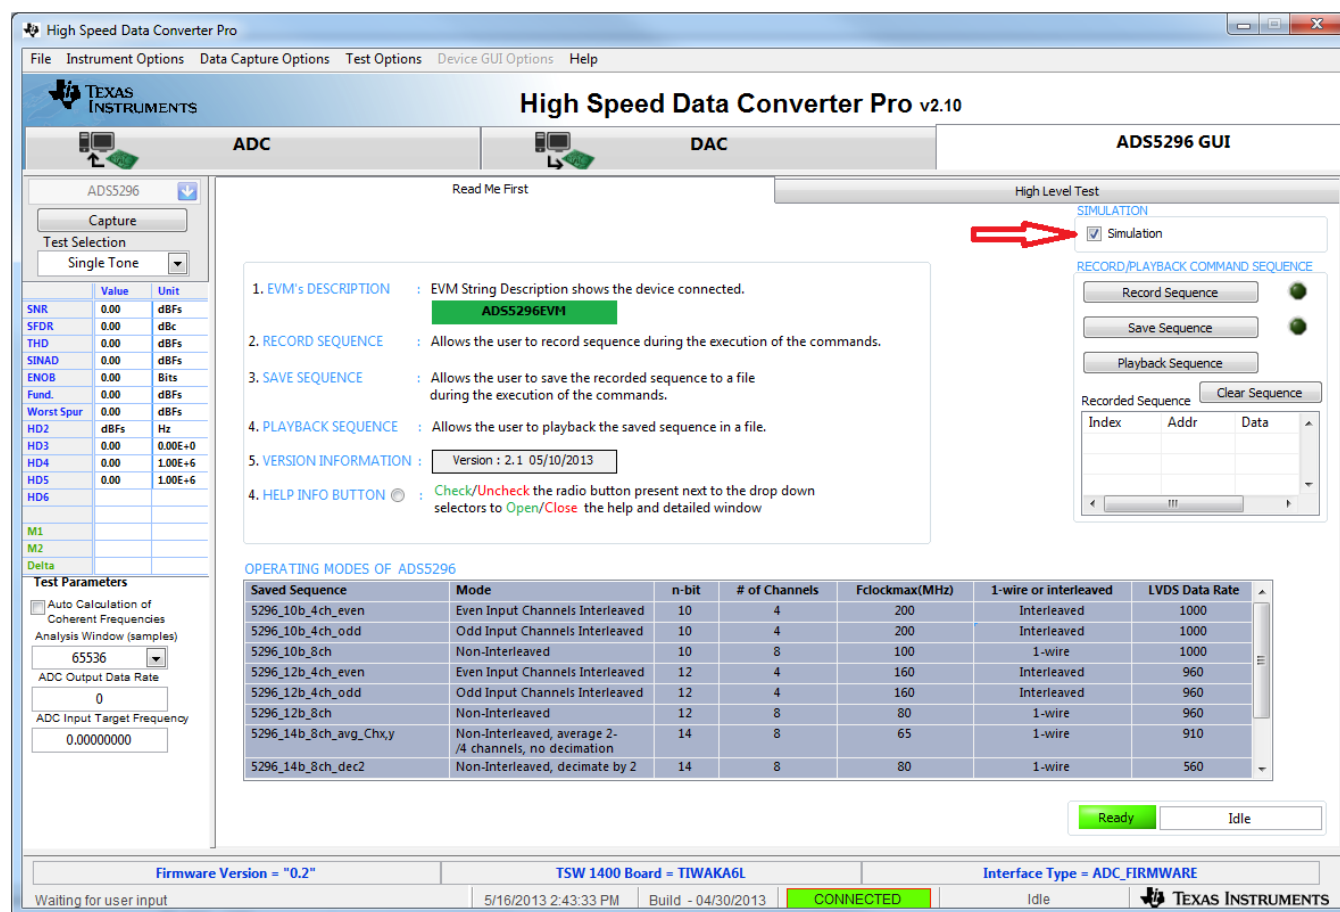 High Speed Data Converter Pro
File Instrument Options Data Capture Options Test Options Device GUI Options Help
TEXAS INSTRUMENTS
High Speed Data Converter Pro v2.10
ADC DAC ADS5296 GUI
ADS5296
Capture
Test Selection
Single Tone
Value Unit
SNR 0.00 dBFs
SFDR 0.00 dBc
THD 0.00 dBFs
SINAD 0.00 dBFs
ENOB 0.00 Bits
Fund. 0.00 dBFs
Worst Spur 0.00 dBFs
HD2 dBFs Hz
HD3 0.00 0.00E+0
HD4 0.00 1.00E+6
HD5 0.00 1.00E+6
HD6
M1
M2
Delta
Test Parameters
Auto Calculation of
Coherent Frequencies
Analysis Window (samples)
65536
ADC Output Data Rate
0
ADC Input Target Frequency
0.00000000
Read Me First High Level Test
SIMULATION
Simulation
1. EVM's DESCRIPTION : EVM String Description shows the device connected.
ADS5296EVM
2. RECORD SEQUENCE : Allows the user to record sequence during the execution of the commands.
3. SAVE SEQUENCE : Allows the user to save the recorded sequence to a file
during the execution of the commands.
4. PLAYBACK SEQUENCE : Allows the user to playback the saved sequence in a file.
5. VERSION INFORMATION : Version : 2.1 05/10/2013
4. HELP INFO BUTTON : Check/Uncheck the radio button present next to the drop down
selectors to Open/Close the help and detailed window
RECORD/PLAYBACK COMMAND SEQUENCE
Record Sequence
Save Sequence
Playback Sequence
Recorded Sequence Clear Sequence
Index Addr Data
OPERATING MODES OF ADS5296
Saved Sequence Mode n-bit # of Channels Fclockmax(MHz) 1-wire or interleaved LVDS Data Rate
5296_10b_4ch_even Even Input Channels Interleaved 10 4 200 Interleaved 1000
5296_10b_4ch_odd Odd Input Channels Interleaved 10 4 200 Interleaved 1000
5296_10b_8ch Non-Interleaved 10 8 100 1-wire 1000
5296_12b_4ch_even Even Input Channels Interleaved 12 4 160 Interleaved 960
5296_12b_4ch_odd Odd Input Channels Interleaved 12 4 160 Interleaved 960
5296_12b_8ch Non-Interleaved 12 8 80 1-wire 960
5296_14b_8ch_avg_Chx,y Non-Interleaved, average 2- 14 8 65 1-wire 910
/4 channels, no decimation
5296_14b_8ch_dec2 Non-Interleaved, decimate by 2 14 8 80 1-wire 560
Ready Idle
Firmware Version = "0.2" TSW 1400 Board = TIWAKA6L Interface Type = ADC_FIRMWARE
Waiting for user input 5/16/2013 2:43:33 PM Build - 04/30/2013 CONNECTED Idle TEXAS INSTRUMENTS